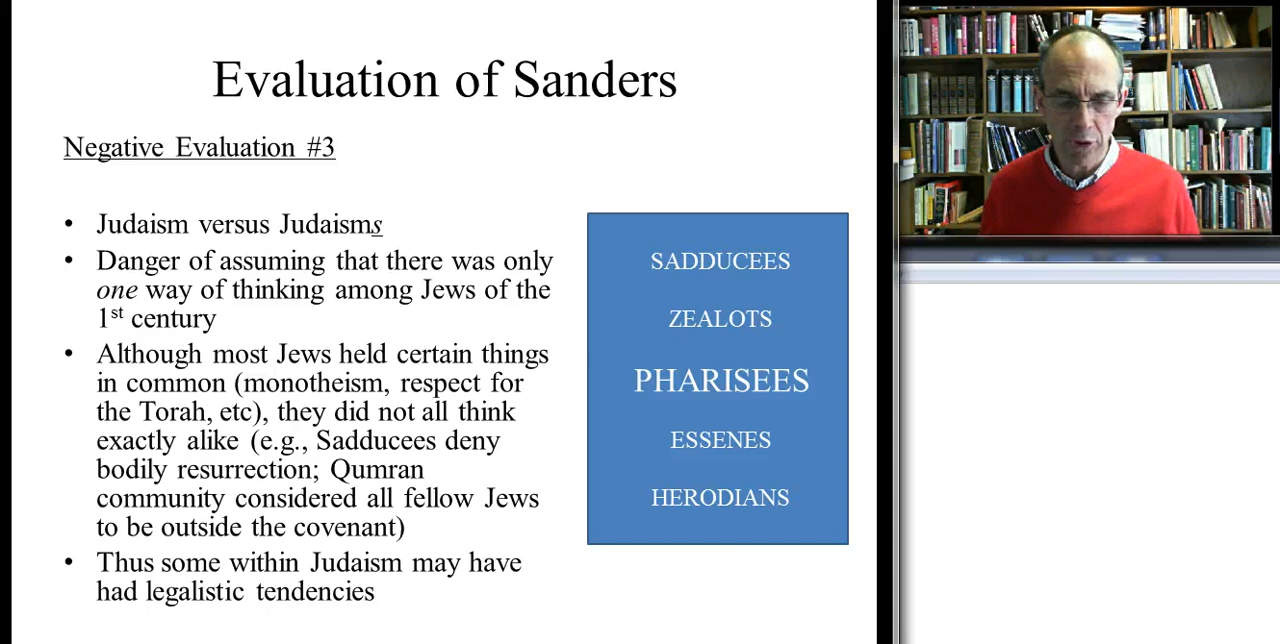 Evaluation of Sanders
Negative Evaluation #3
• Judaism versus Judaisms
• Danger of assuming that there was only
one way of thinking among Jews of the
1st century
• Although most Jews held certain things
in common (monotheism, respect for
the Torah, etc), they did not all think
exactly alike (e.g., Sadducees deny
bodily resurrection; Qumran
community considered all fellow Jews
to be outside the covenant)
• Thus some within Judaism may have
had legalistic tendencies
SADDUCEES
ZEALOTS
PHARISEES
ESSENES
HERODIANS